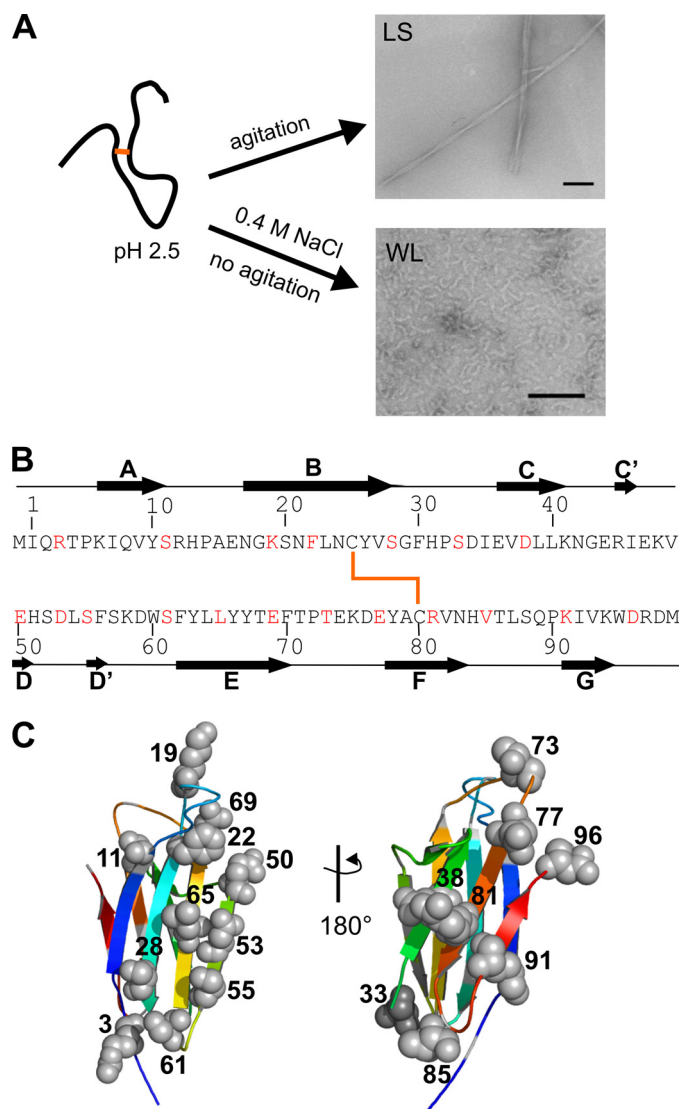 A
LS
agitation
0.4 M NaCl
no agitation
pH 2.5
WL
B
A B C C'
1 10 20 30 40
MIQRTPKIQVYSRHPAENGKSNFLNCYVSGFHPSDIEVDLLKNGERIEKV
EHSDLSFSKDWSFYLLYYTEFTPTEKDEYACRVNHVTLSQPKIVKWDRDM
50 60 70 80 90
D D' E F G
C
19
69
22
11
50
65
28
53
55
3
61
180°
73
77
96
38
81
91
33
85